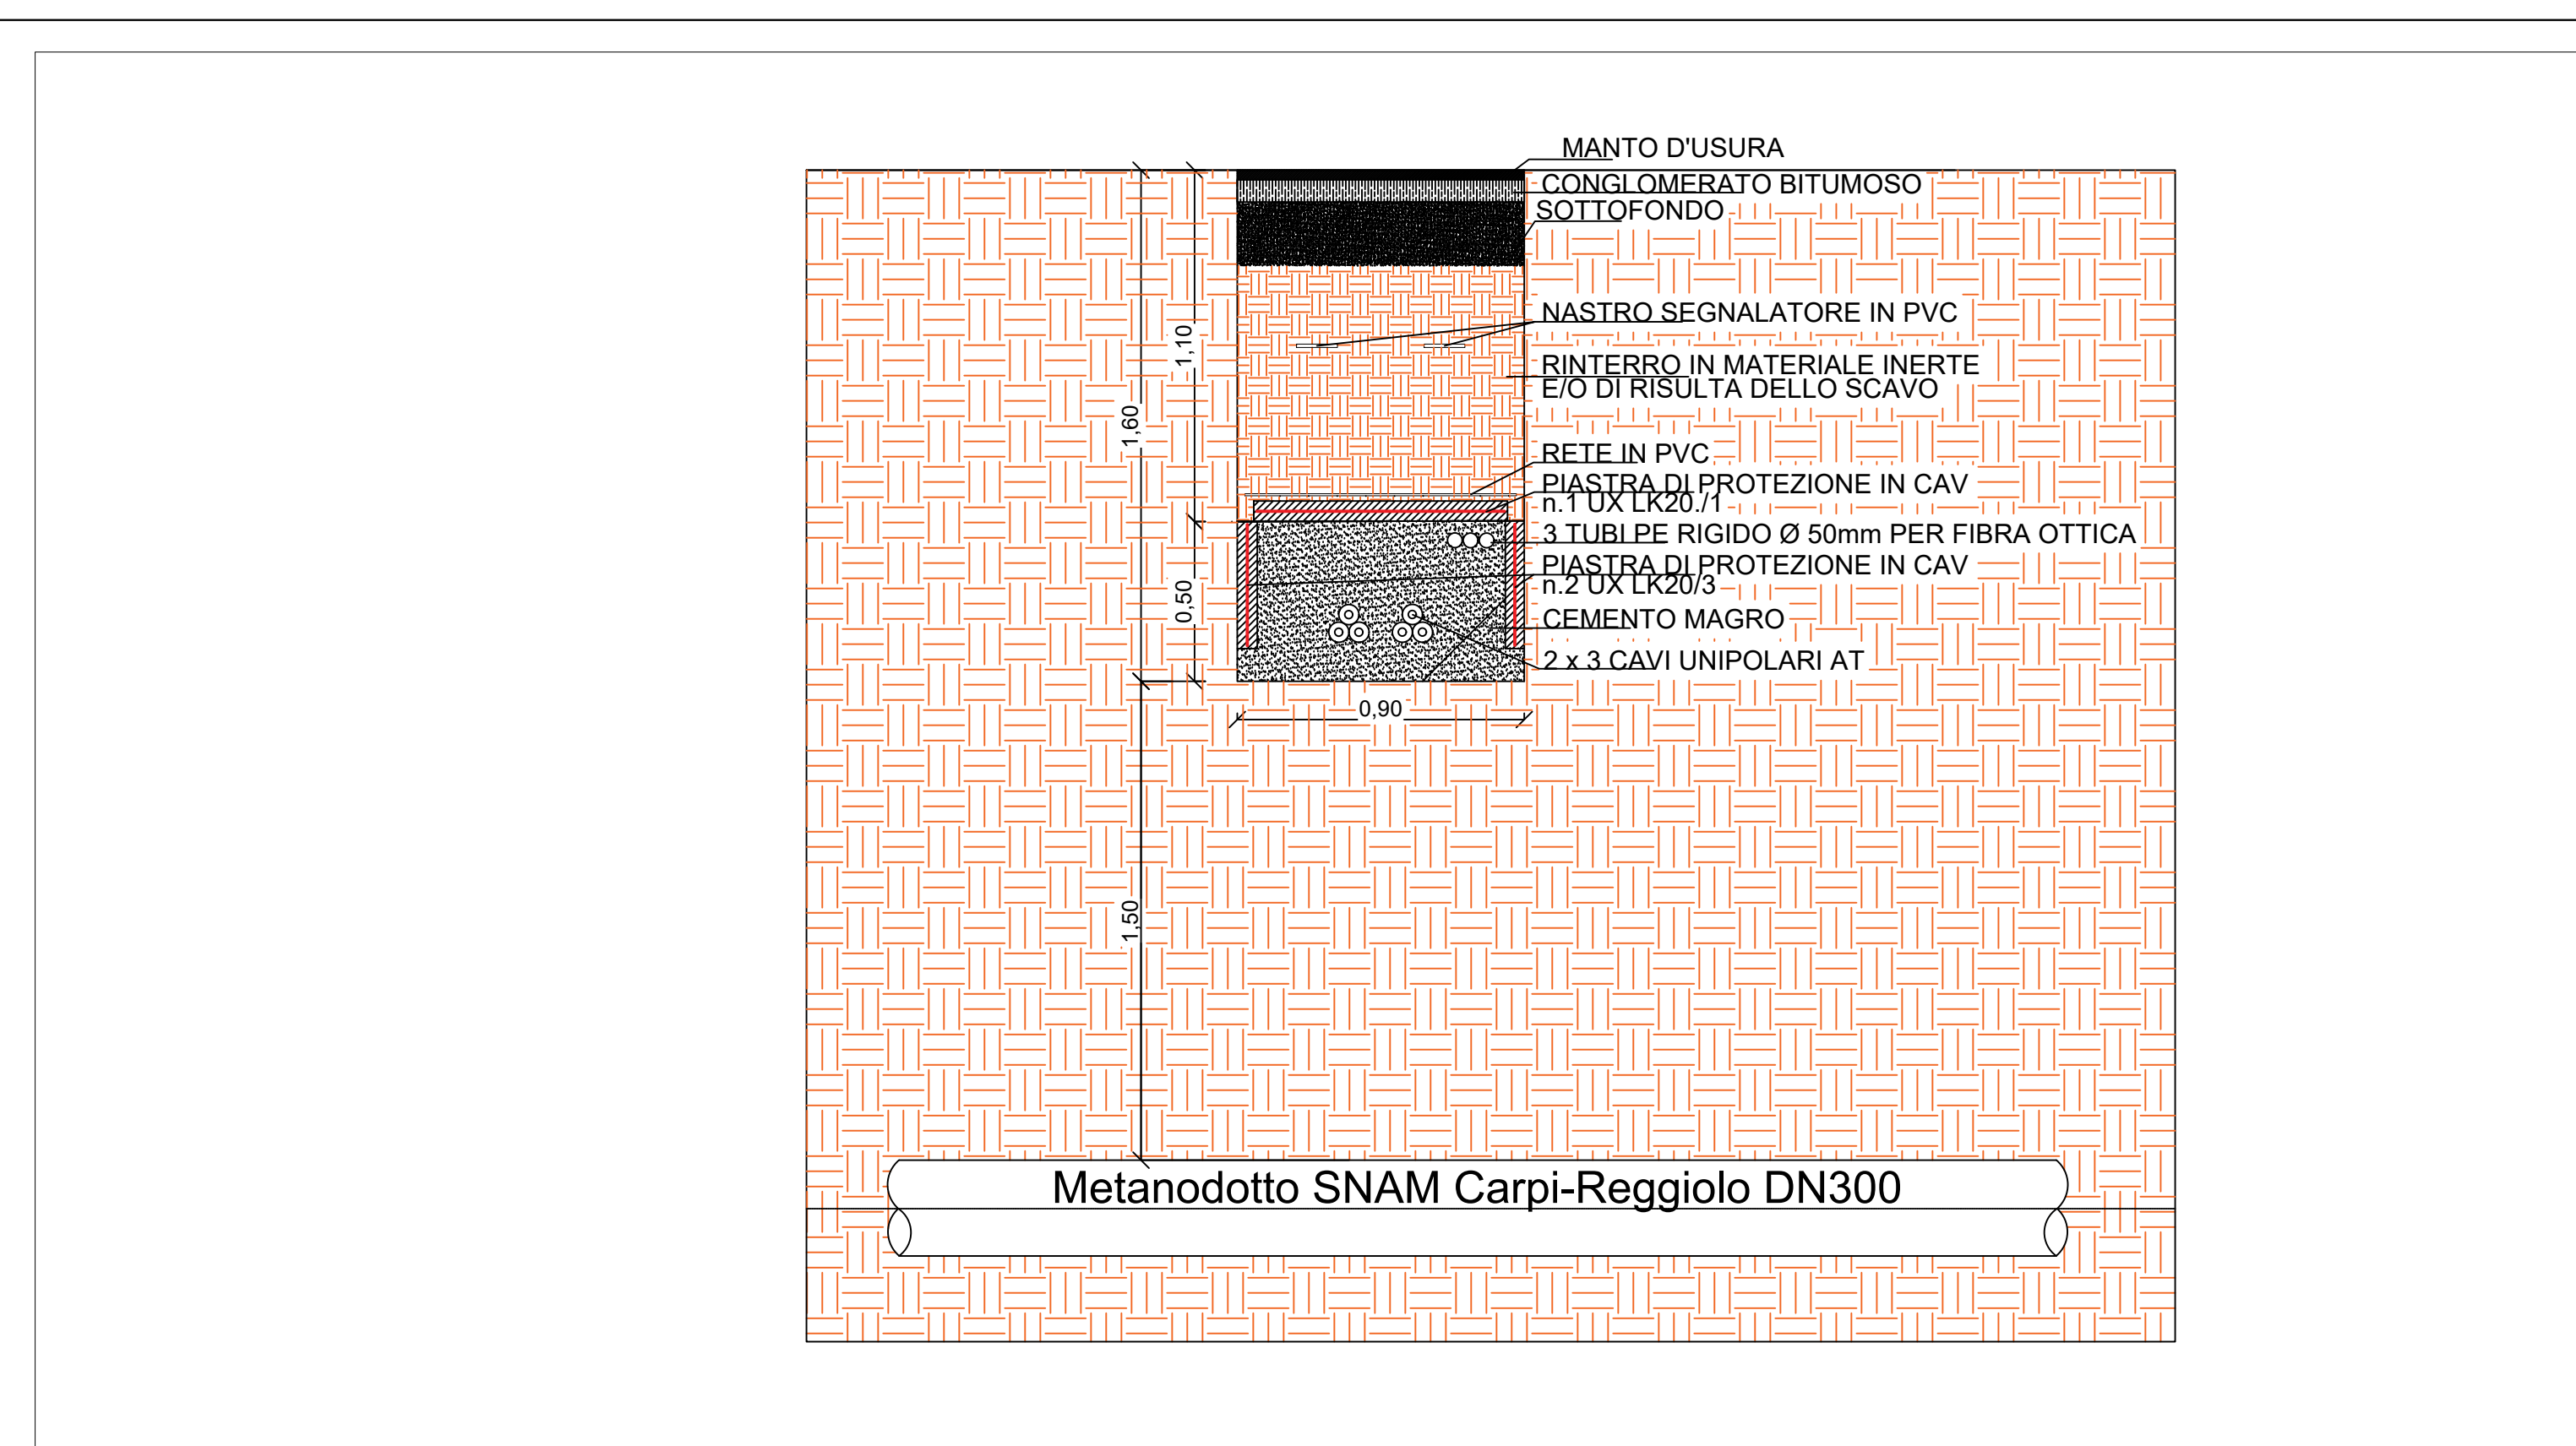 MANTO D'USURA
CONGLOMERATO BITUMOSO
SOTTOFONDO
NASTRO SEGNALATORE IN PVC
1,10
RINTERRO IN MATERIALE INERTE
E/O DI RISULTA DELLO SCAVO
1,60
RETE IN PVC
PIASTRA DI PROTEZIONE IN CAV
n.1 UX LK20./1
3 TUBI PE RIGIDO Ø 50mm PER FIBRA OTTICA
PIASTRA DI PROTEZIONE IN CAV
n.2 UX LK20/3
0,50
CEMENTO MAGRO
2 x 3 CAVI UNIPOLARI AT
0,90
1,50
Metanodotto SNAM Carpi-Reggiolo DN300